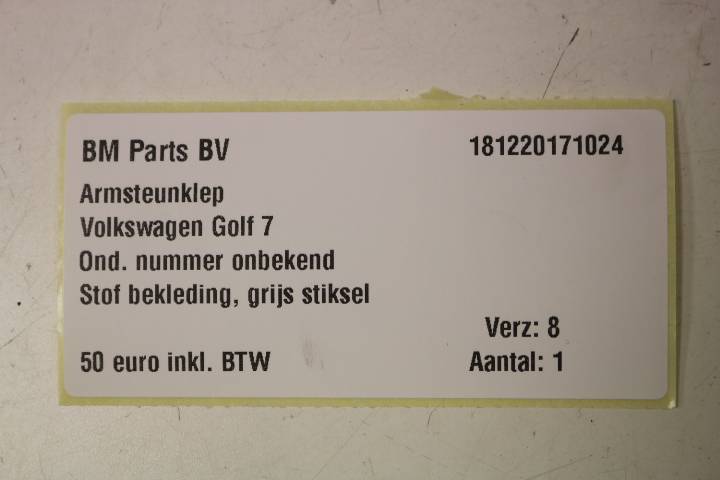 BM Parts BV 181220171024
Armsteunklep
Volkswagen Golf 7
Ond. nummer onbekend
Stof bekleding, grijs stiksel
Verz: 8
50 euro inkl. BTW Aantal: 1